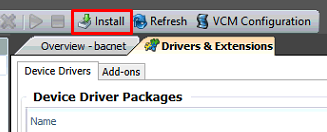 Install Refresh VCM Configuration
Overview - bacnet Drivers & Extensions
Device Drivers Add-ons
Device Driver Packages
Name